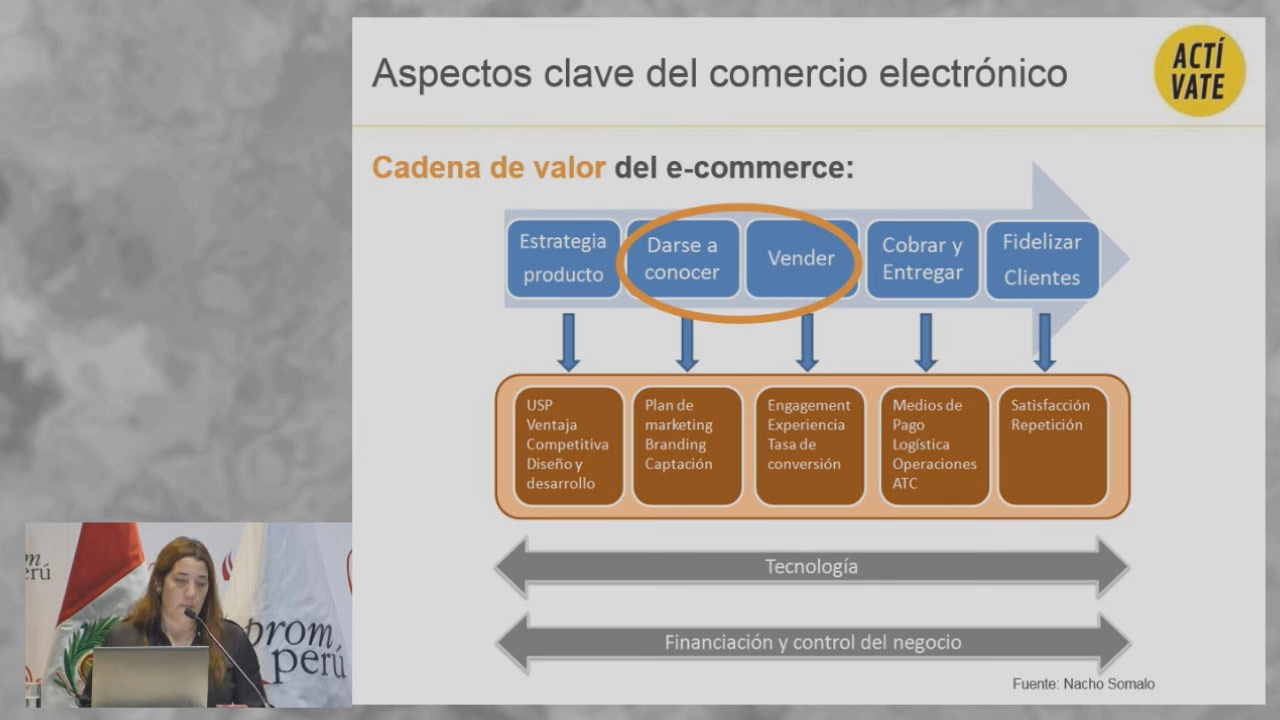 Aspectos clave del comercio electrónico
ACTÍ
VATE
Cadena de valor del e-commerce:
Estrategia
producto
Darse a
conocer
Vender
Cobrar y
Entregar
Fidelizar
Clientes
USP
Ventaja
Competitiva
Diseño y
desarrollo
Plan de
marketing
Branding
Captación
Engagement
Experiencia
Tasa de
conversión
Medios de
Pago
Logística
Operaciones
ATC
Satisfacción
Repetición
Tecnología
Financiación y control del negocio
Fuente: Nacho Somalo
prom
perú